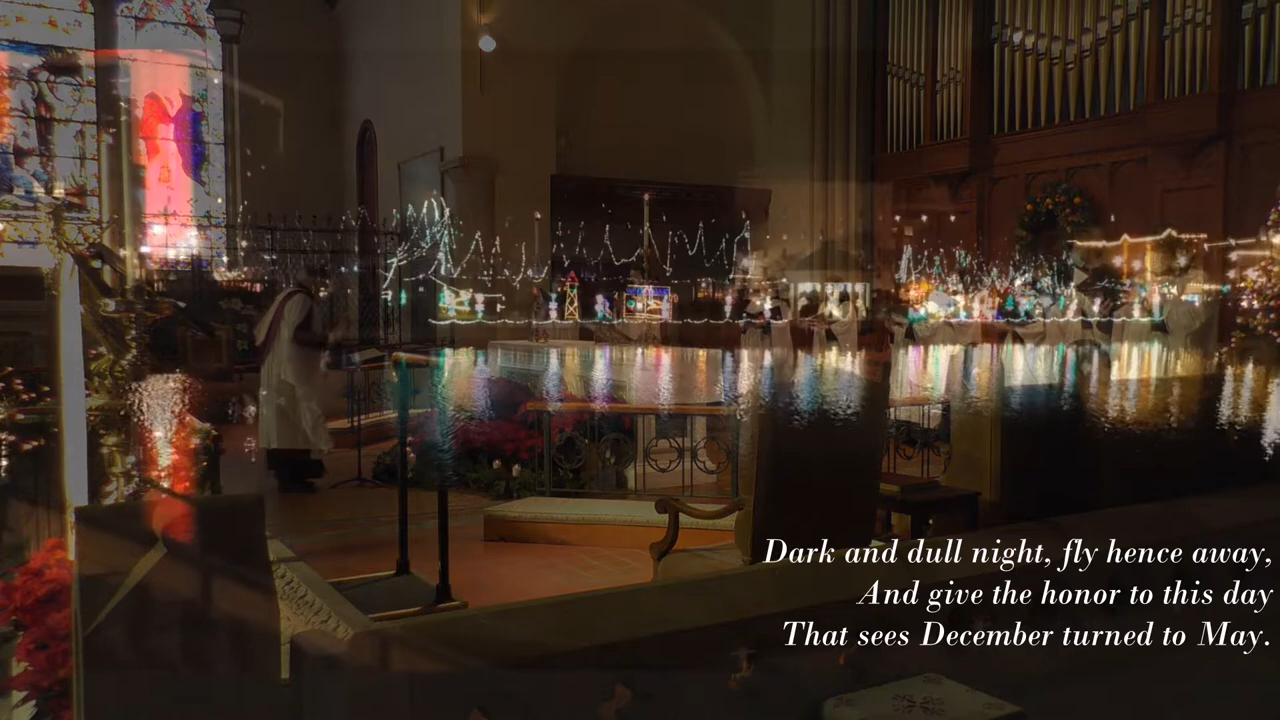 Dark and dull night, fly hence away,
And give the honor to this day
That sees December turned to May.